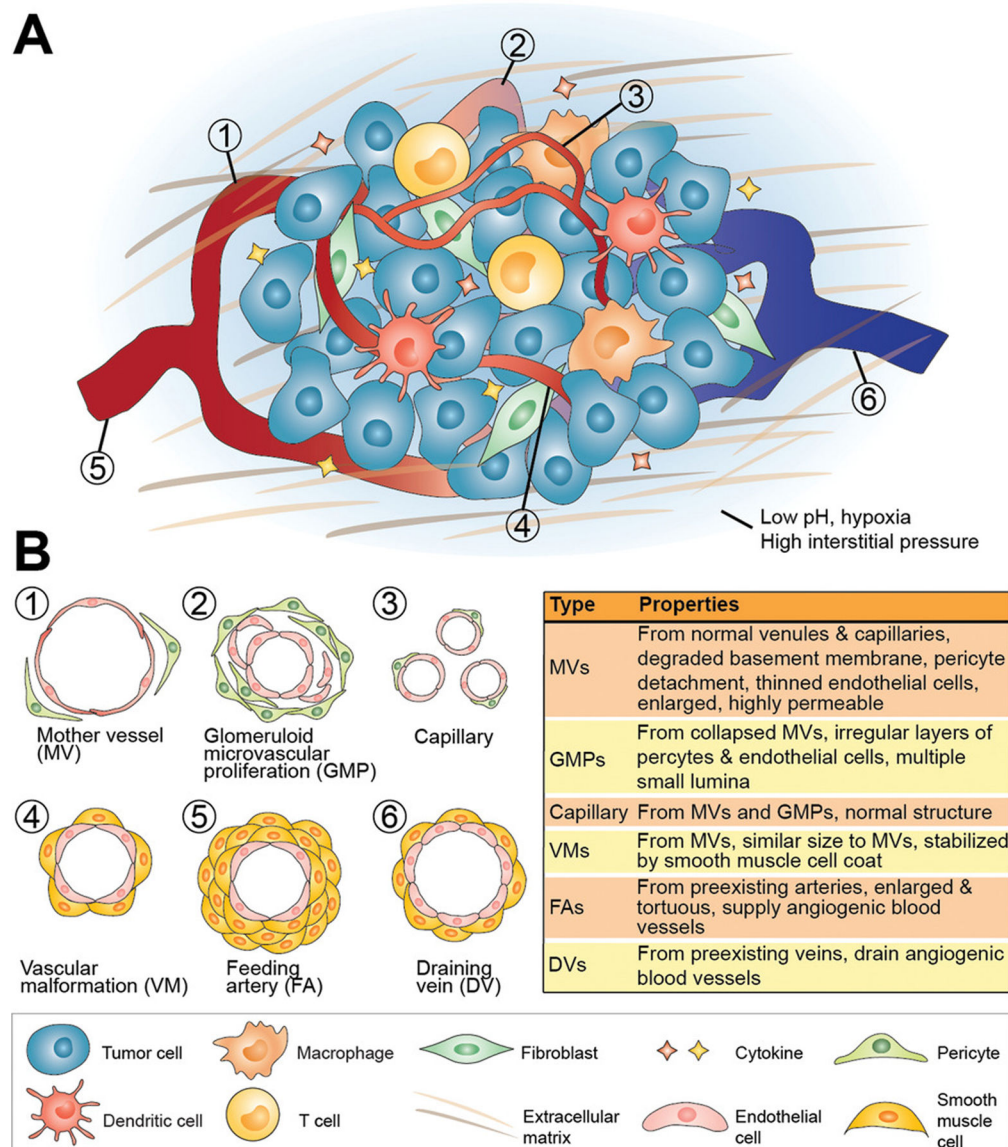 A
①
②
③
④
⑤
⑥
Low pH, hypoxia
High interstitial pressure
B
①
Mother vessel
(MV)
②
Glomeruloid
microvascular
proliferation (GMP)
③
Capillary
④
Vascular
malformation (VM)
⑤
Feeding
artery (FA)
⑥
Draining
vein (DV)
Type Properties
MVs
From normal venules & capillaries,
degraded basement membrane, pericyte
detachment, thinned endothelial cells,
enlarged, highly permeable
GMPs
From collapsed MVs, irregular layers of
percytes & endothelial cells, multiple
small lumina
Capillary From MVs and GMPs, normal structure
VMs
From MVs, similar size to MVs, stabilized
by smooth muscle cell coat
FAs
From preexisting arteries, enlarged &
tortuous, supply angiogenic blood
vessels
DVs
From preexisting veins, drain angiogenic
blood vessels
Tumor cell
Macrophage
Fibroblast
Cytokine
Pericyte
Dendritic cell
T cell
Extracellular
matrix
Endothelial
cell
Smooth
muscle
cell